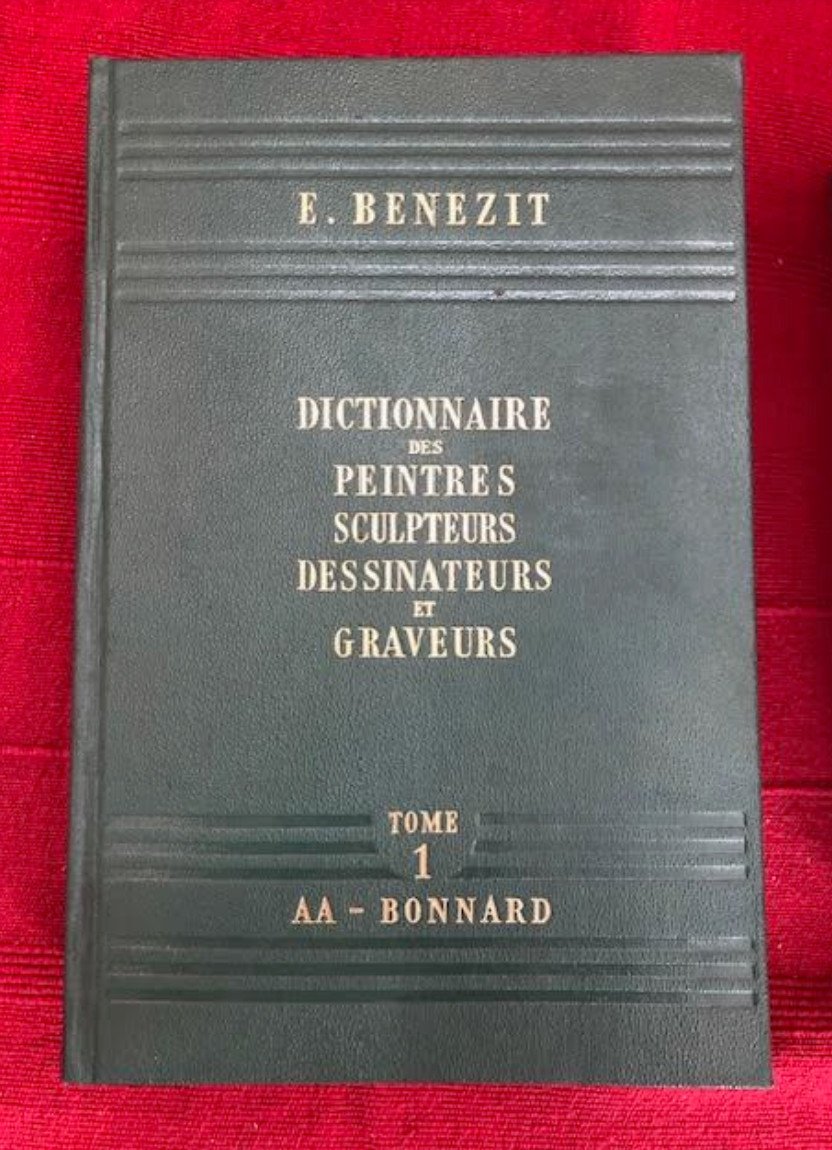 E. BENEZIT
DICTIONNAIRE
DES
PEINTRES
SCULPTEURS
DESSINATEURS
ET
GRAVEURS
TOME
1
AA - BONNARD